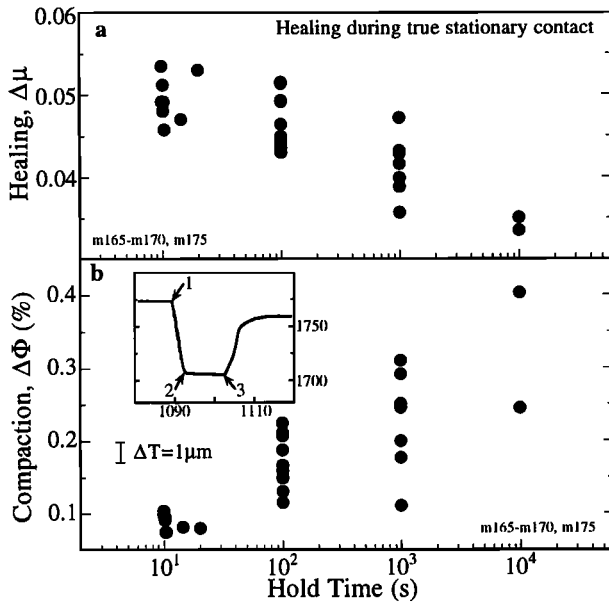 a
Healing during true stationary contact
0.06
0.05
0.04
Healing, Δμ
m165-m170, m175
b
1
2
3
1750
1700
1090
1110
0.4
0.3
0.2
0.1
Compaction, ΔΦ (%)
ΔT=1μm
m165-m170, m175
10¹
10²
10³
10⁴
Hold Time (s)